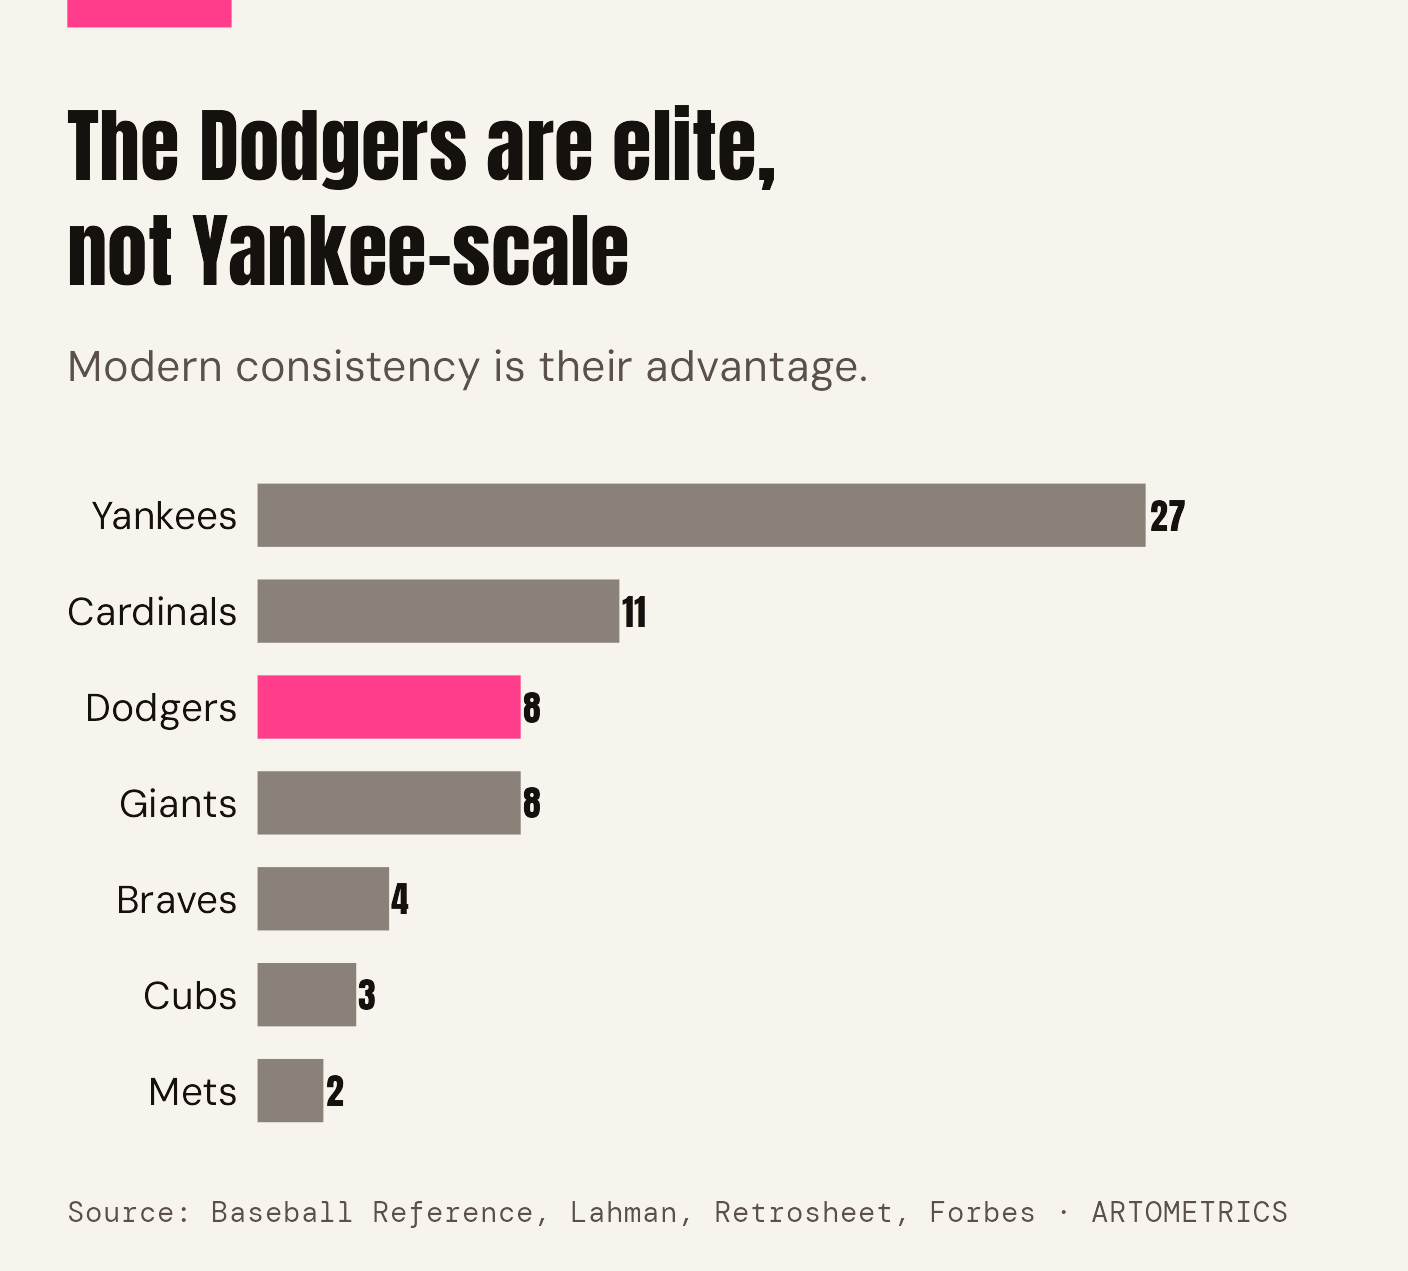 The Dodgers are elite,
not Yankee-scale
Modern consistency is their advantage.
Yankees 27
Cardinals 11
Dodgers 8
Giants 8
Braves 4
Cubs 3
Mets 2
Source: Baseball Reference, Lahman, Retrosheet, Forbes · ARTOMETRICS